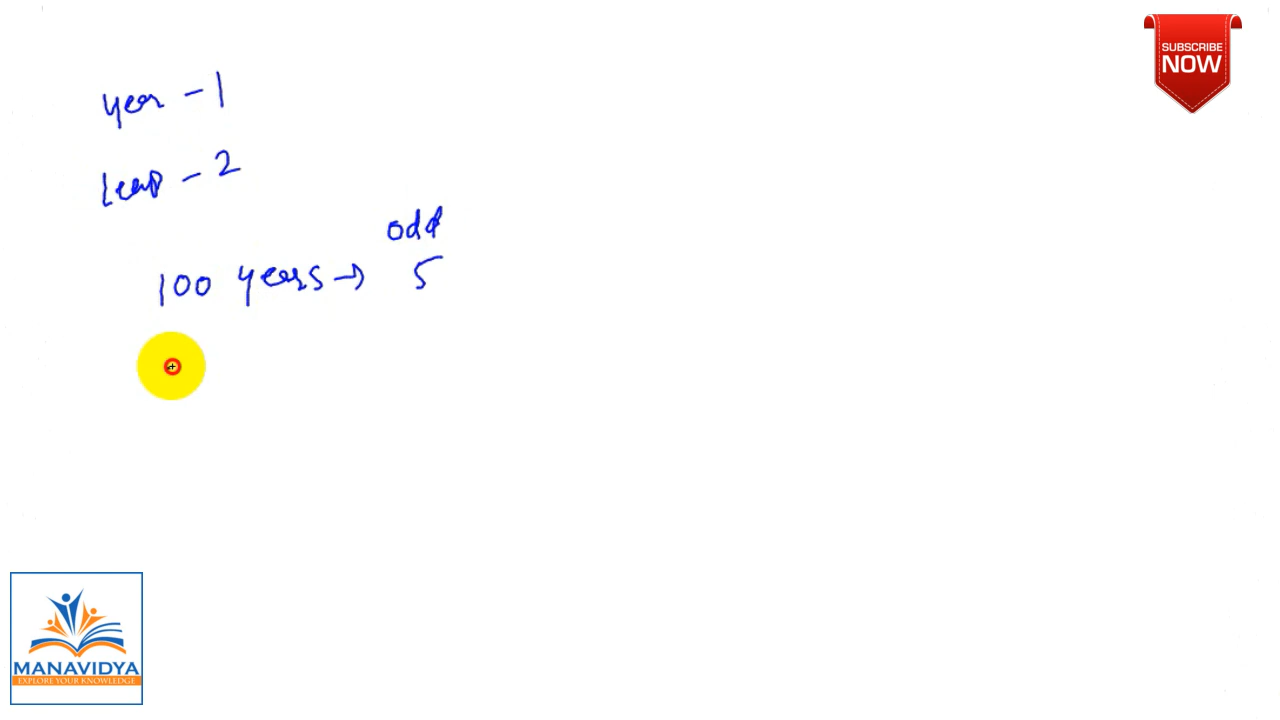 SUBSCRIBE
NOW
year - 1
leap - 2
odd
100 years → 5
MANAVIDYA
EXPLORE YOUR KNOWLEDGE